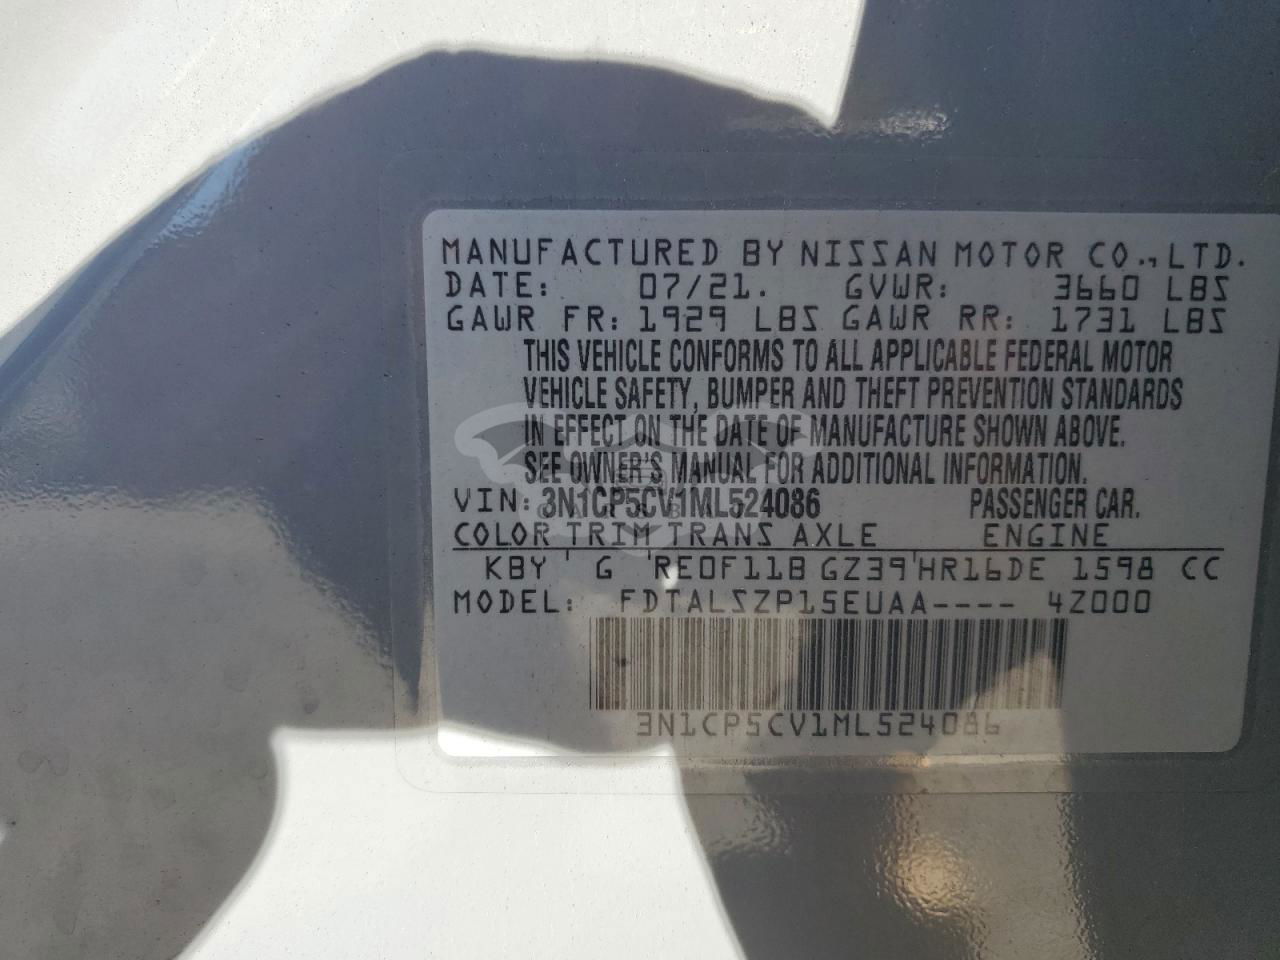 MANUFACTURED BY NISSAN MOTOR CO., LTD.
DATE: 07/21. GVWR: 3660 LBS
GAWR FR: 1929 LBS GAWR RR: 1731 LBS
THIS VEHICLE CONFORMS TO ALL APPLICABLE FEDERAL MOTOR
VEHICLE SAFETY, BUMPER AND THEFT PREVENTION STANDARDS
IN EFFECT ON THE DATE OF MANUFACTURE SHOWN ABOVE.
SEE OWNER'S MANUAL FOR ADDITIONAL INFORMATION.
VIN: 3N1CP5CV1ML524086 PASSENGER CAR.
COLOR TRIM TRANS AXLE ENGINE
KBY ' G 'RE0F11B GZ39'HR16DE 1598 CC
MODEL: FDTALSZP15EUAA---- 4Z000
3N1CP5CV1ML524086